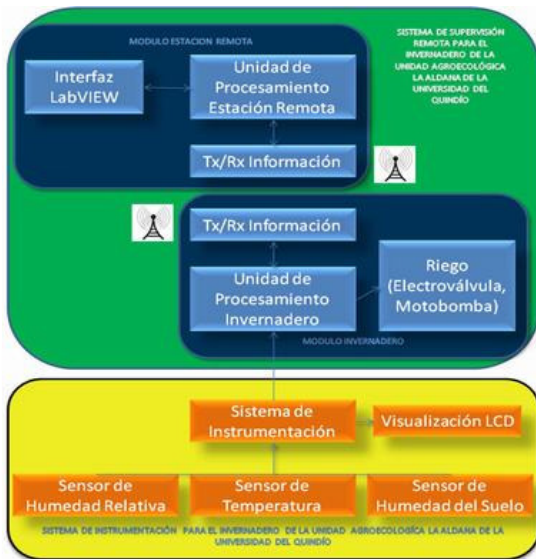 MODULO ESTACION REMOTA
SISTEMA DE SUPERVISIÓN
REMOTA PARA EL
INVERNADERO DE LA
UNIDAD AGROECOLÓGICA
LA ALDANA DE LA
UNIVERSIDAD DEL
QUINDÍO
Interfaz
LabVIEW
Unidad de
Procesamiento
Estación Remota
Tx/Rx Información
Tx/Rx Información
Unidad de
Procesamiento
Invernadero
Riego
(Electroválvula,
Motobomba)
MODULO INVERNADERO
Sistema de
Instrumentación
Visualización LCD
Sensor de
Humedad Relativa
Sensor de
Temperatura
Sensor de
Humedad del Suelo
SISTEMA DE INSTRUMENTACIÓN PARA EL INVERNADERO DE LA UNIDAD AGROECOLOGÍCA LA ALDANA DE LA
UNIVERSIDAD DEL QUINDÍO